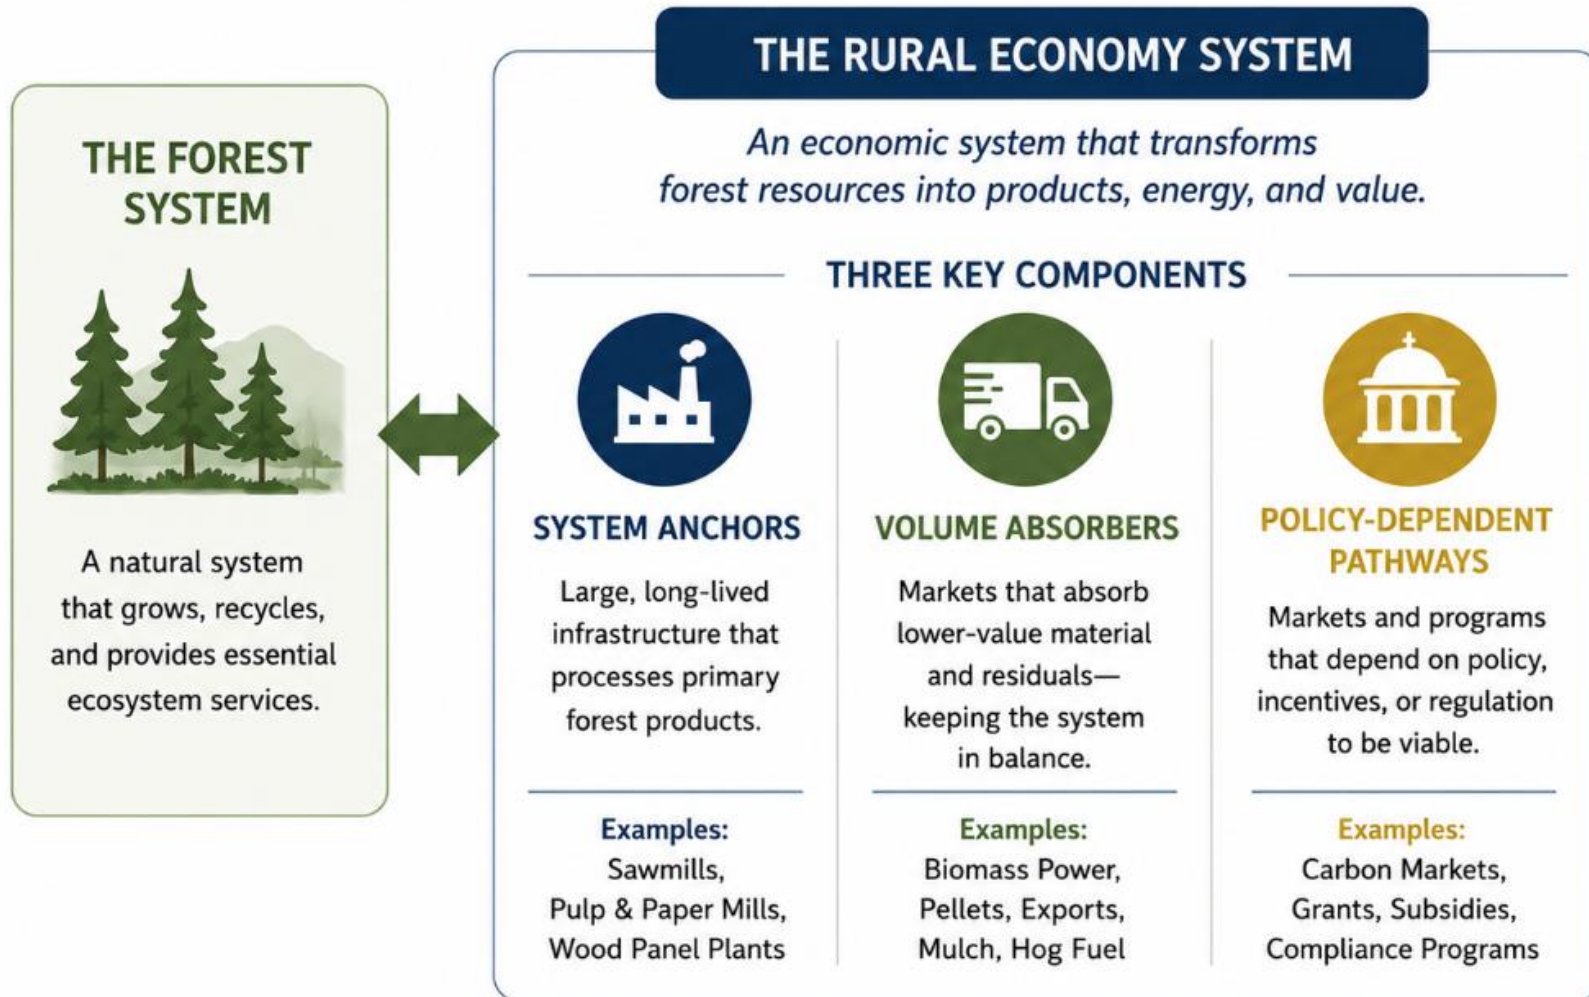 THE FOREST
SYSTEM
A natural system
that grows, recycles,
and provides essential
ecosystem services.
THE RURAL ECONOMY SYSTEM
An economic system that transforms
forest resources into products, energy, and value.
THREE KEY COMPONENTS
SYSTEM ANCHORS
Large, long-lived
infrastructure that
processes primary
forest products.
Examples:
Sawmills,
Pulp & Paper Mills,
Wood Panel Plants
VOLUME ABSORBERS
Markets that absorb
lower-value material
and residuals—
keeping the system
in balance.
Examples:
Biomass Power,
Pellets, Exports,
Mulch, Hog Fuel
POLICY-DEPENDENT
PATHWAYS
Markets and programs
that depend on policy,
incentives, or regulation
to be viable.
Examples:
Carbon Markets,
Grants, Subsidies,
Compliance Programs